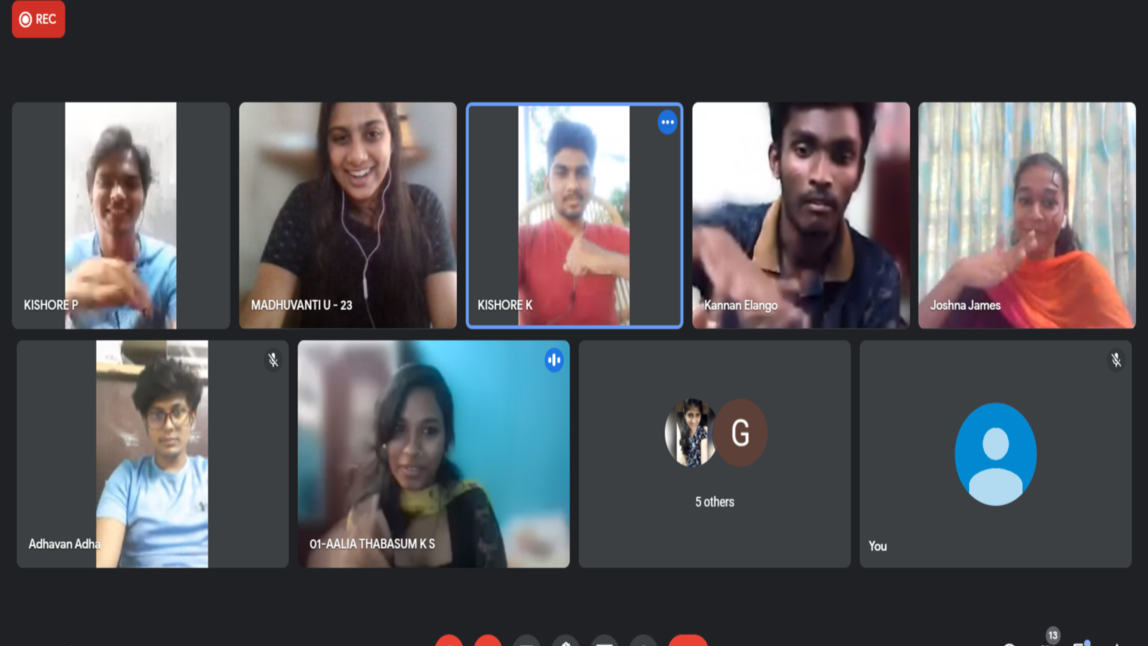 REC
KISHORE P
MADHUVANTI U - 23
KISHORE K
Kannan Elango
Joshna James
Adhavan Adha
01-AALIA THABASUM K S
G
5 others
You
13